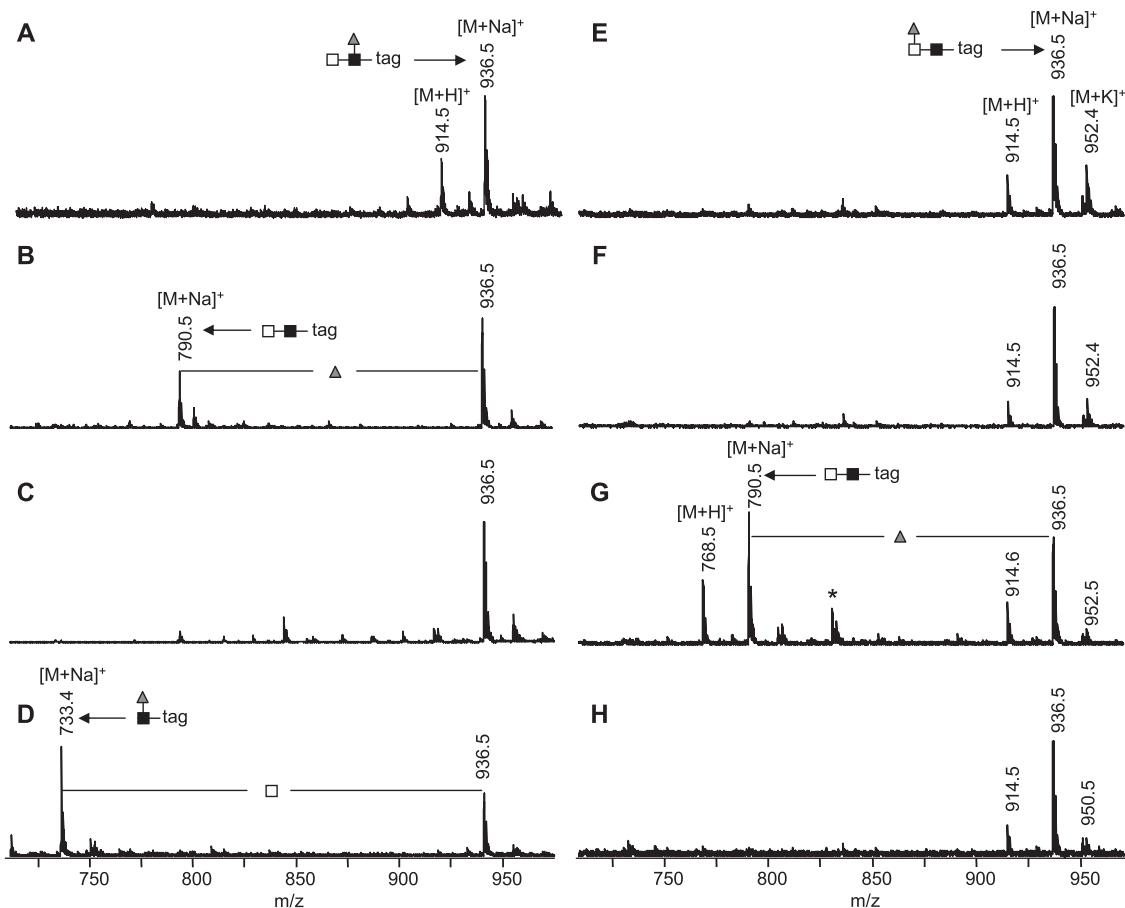 A
[M+Na]⁺
tag
936.5
[M+H]⁺
914.5
B
[M+Na]⁺
790.5
tag
936.5
C
936.5
[M+Na]⁺
D
733.4
tag
936.5
750 800 850 900 950
m/z
E
[M+Na]⁺
tag
936.5
[M+H]⁺
[M+K]⁺
914.5
952.4
F
936.5
914.5
952.4
[M+Na]⁺
G
790.5
tag
[M+H]⁺
768.5
*
914.6
936.5
952.5
H
936.5
914.5
950.5
750 800 850 900 950
m/z